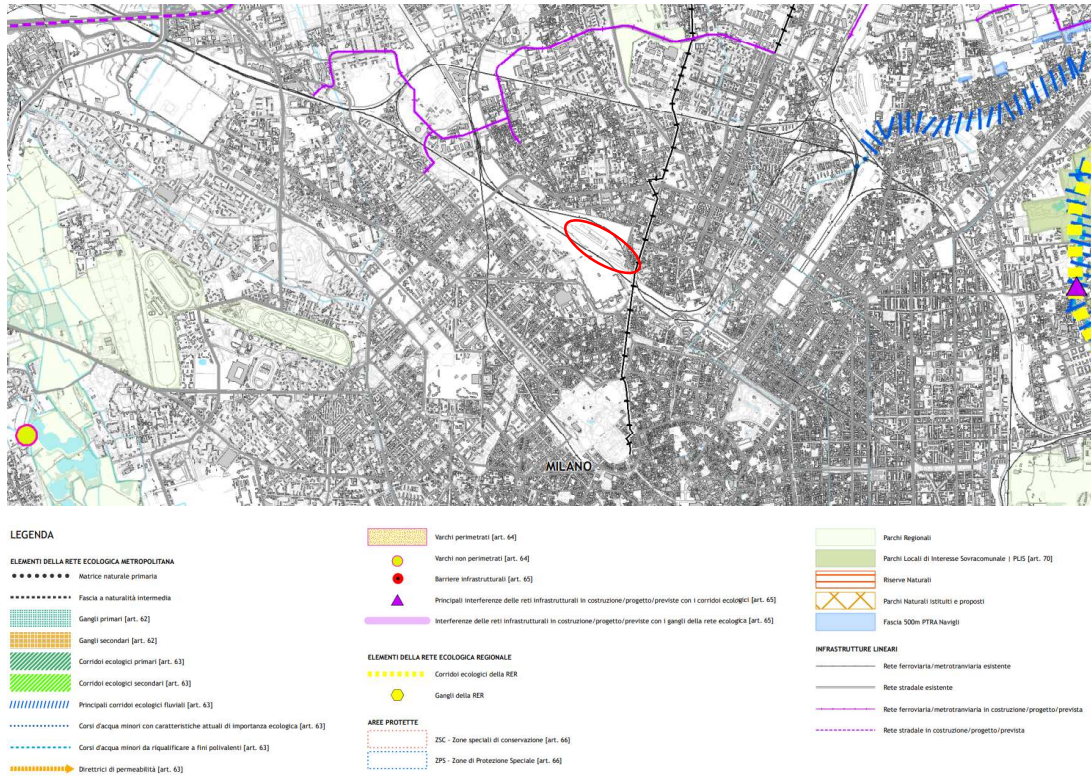 MILANO
LEGENDA
ELEMENTI DELLA RETE ECOLOGICA METROPOLITANA
Matrice naturale primaria
Fascia a naturalità intermedia
Gangli primari [art. 62]
Gangli secondari [art. 62]
Corridoi ecologici primari [art. 63]
Corridoi ecologici secondari [art. 63]
Principali corridoi ecologici fluviali [art. 63]
Corsi d'acqua minori con caratteristiche attuali di importanza ecologica [art. 63]
Corsi d'acqua minori da riqualificare a fini polivalenti [art. 63]
Direttrici di permeabilità [art. 63]
Varchi perimetrati [art. 64]
Varchi non perimetrati [art. 64]
Barriere infrastrutturali [art. 65]
Principali interferenze delle reti infrastrutturali in costruzione/progetto/previste con i corridoi ecologici [art. 65]
Interferenze delle reti infrastrutturali in costruzione/progetto/previste con i gangli della rete ecologica [art. 65]
ELEMENTI DELLA RETE ECOLOGICA REGIONALE
Corridoi ecologici della RER
Gangli della RER
AREE PROTETTE
ZSC - Zone speciali di conservazione [art. 66]
ZPS - Zone di Protezione Speciale [art. 66]
Parchi Regionali
Parchi Locali di Interesse Sovracomunale | PLIS [art. 70]
Riserve Naturali
Parchi Naturali istituiti e proposti
Fascia 500m PTRA Navigli
INFRASTRUTTURE LINEARI
Rete ferroviaria/metrotranviaria esistente
Rete stradale esistente
Rete ferroviaria/metrotranviaria in costruzione/progetto/prevista
Rete stradale in costruzione/progetto/prevista